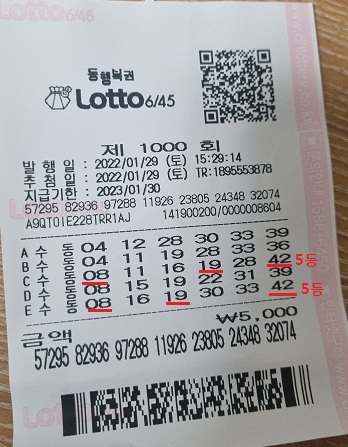 동행복권
Lotto 6/45
제 1000 회
발 행 일 : 2022/01/29 (토) 15:29:14
추 첨 일 : 2022/01/29 (토) TR:1895553878
지급기한 : 2023/01/30
57295 82936 97288 11926 23805 24348 32074
A9QT0IE228TRR1AJ 141900200/0000008604
A 수 동 04 12 28 30 33 39
B 수 동 04 11 19 28 33 36
C 수 동 08 11 16 19 28 42 5등
D 수 동 08 15 19 22 31 39
E 수 동 08 16 19 30 33 42 5등
금액 ₩5,000
57295 82936 97288 11926 23805 24348 32074